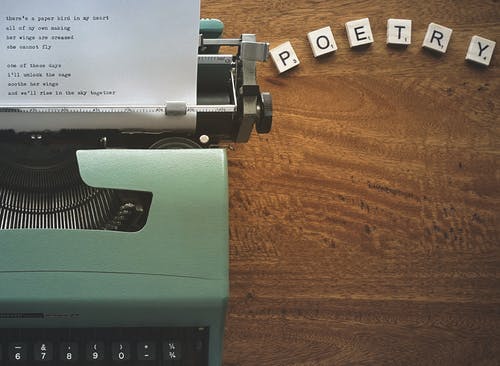 there's a paper bird in my heart
all of my own making
her wings are creased
she cannot fly
one of these days
i'll unlock the cage
soothe her wings
and we'll rise in the sky together
POETRY
- & ' ( ) * ¼
6 7 8 9 0 - ¾